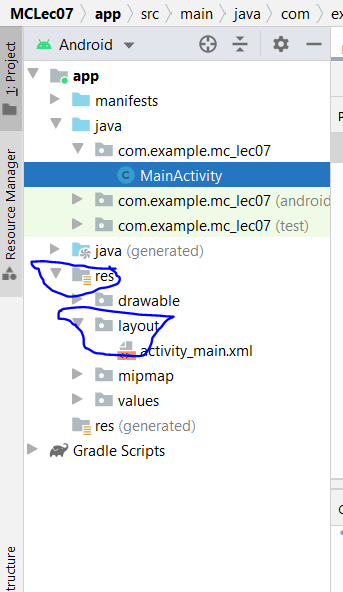 MCLec07 app src main java com ex
1: Project
Resource Manager
ructure
Android
app
manifests
java
com.example.mc_lec07
C MainActivity
com.example.mc_lec07 (android
com.example.mc_lec07 (test)
java (generated)
res
drawable
layout
activity_main.xml
mipmap
values
res (generated)
Gradle Scripts